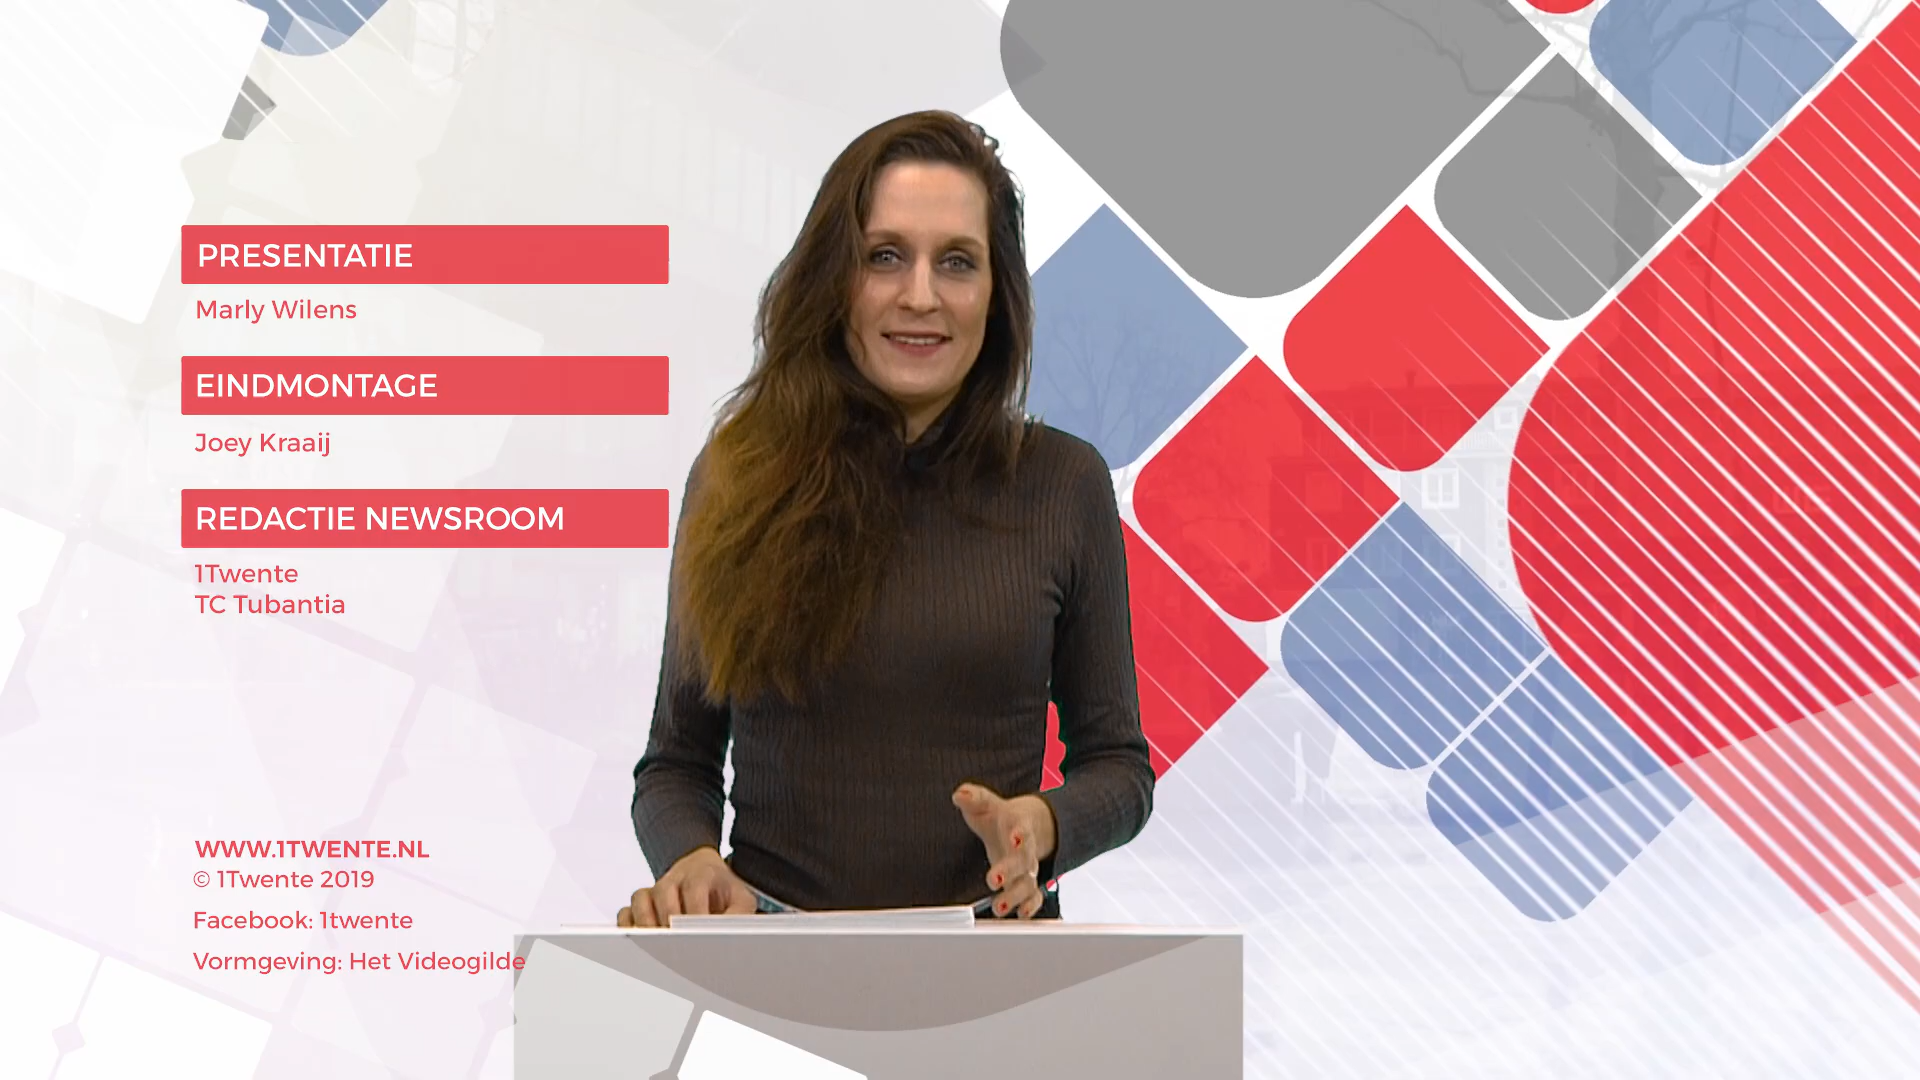 PRESENTATIE
Marly Wilens
EINDMONTAGE
Joey Kraaij
REDACTIE NEWSROOM
1Twente
TC Tubantia
WWW.1TWENTE.NL
© 1Twente 2019
Facebook: 1twente
Vormgeving: Het Videogilde